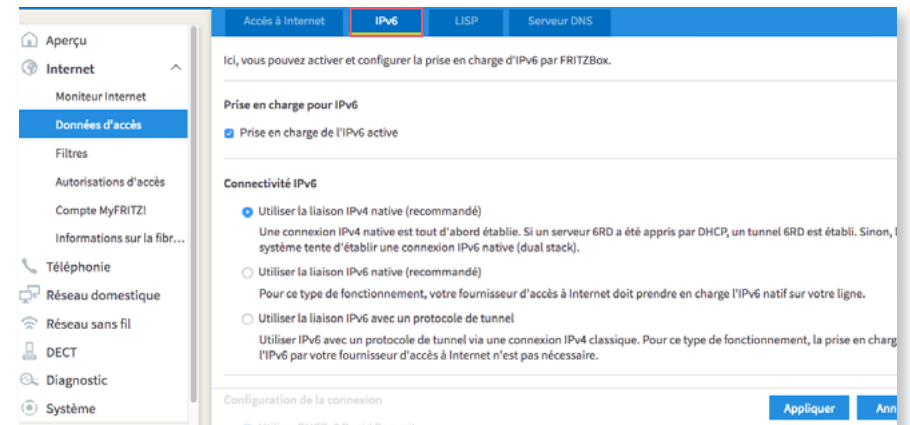 Accès à Internet
IPv6
LISP
Serveur DNS
Aperçu
Internet
Moniteur Internet
Données d'accès
Filtres
Autorisations d'accès
Compte MyFRITZ!
Informations sur la fibr...
Téléphonie
Réseau domestique
Réseau sans fil
DECT
Diagnostic
Système
Ici, vous pouvez activer et configurer la prise en charge d'IPv6 par FRITZBox.
Prise en charge pour IPv6
Prise en charge de l'IPv6 active
Connectivité IPv6
Utiliser la liaison IPv4 native (recommandé)
Une connexion IPv4 native est tout d'abord établie. Si un serveur 6RD a été appris par DHCP, un tunnel 6RD est établi. Sinon,
système tente d'établir une connexion IPv6 native (dual stack).
Utiliser la liaison IPv6 native (recommandé)
Pour ce type de fonctionnement, votre fournisseur d'accès à Internet doit prendre en charge l'IPv6 natif sur votre ligne.
Utiliser la liaison IPv6 avec un protocole de tunnel
Utiliser IPv6 avec un protocole de tunnel via une connexion IPv4 classique. Pour ce type de fonctionnement, la prise en charg
l'IPv6 par votre fournisseur d'accès à Internet n'est pas nécessaire.
Configuration de la connexion
Appliquer
Ann